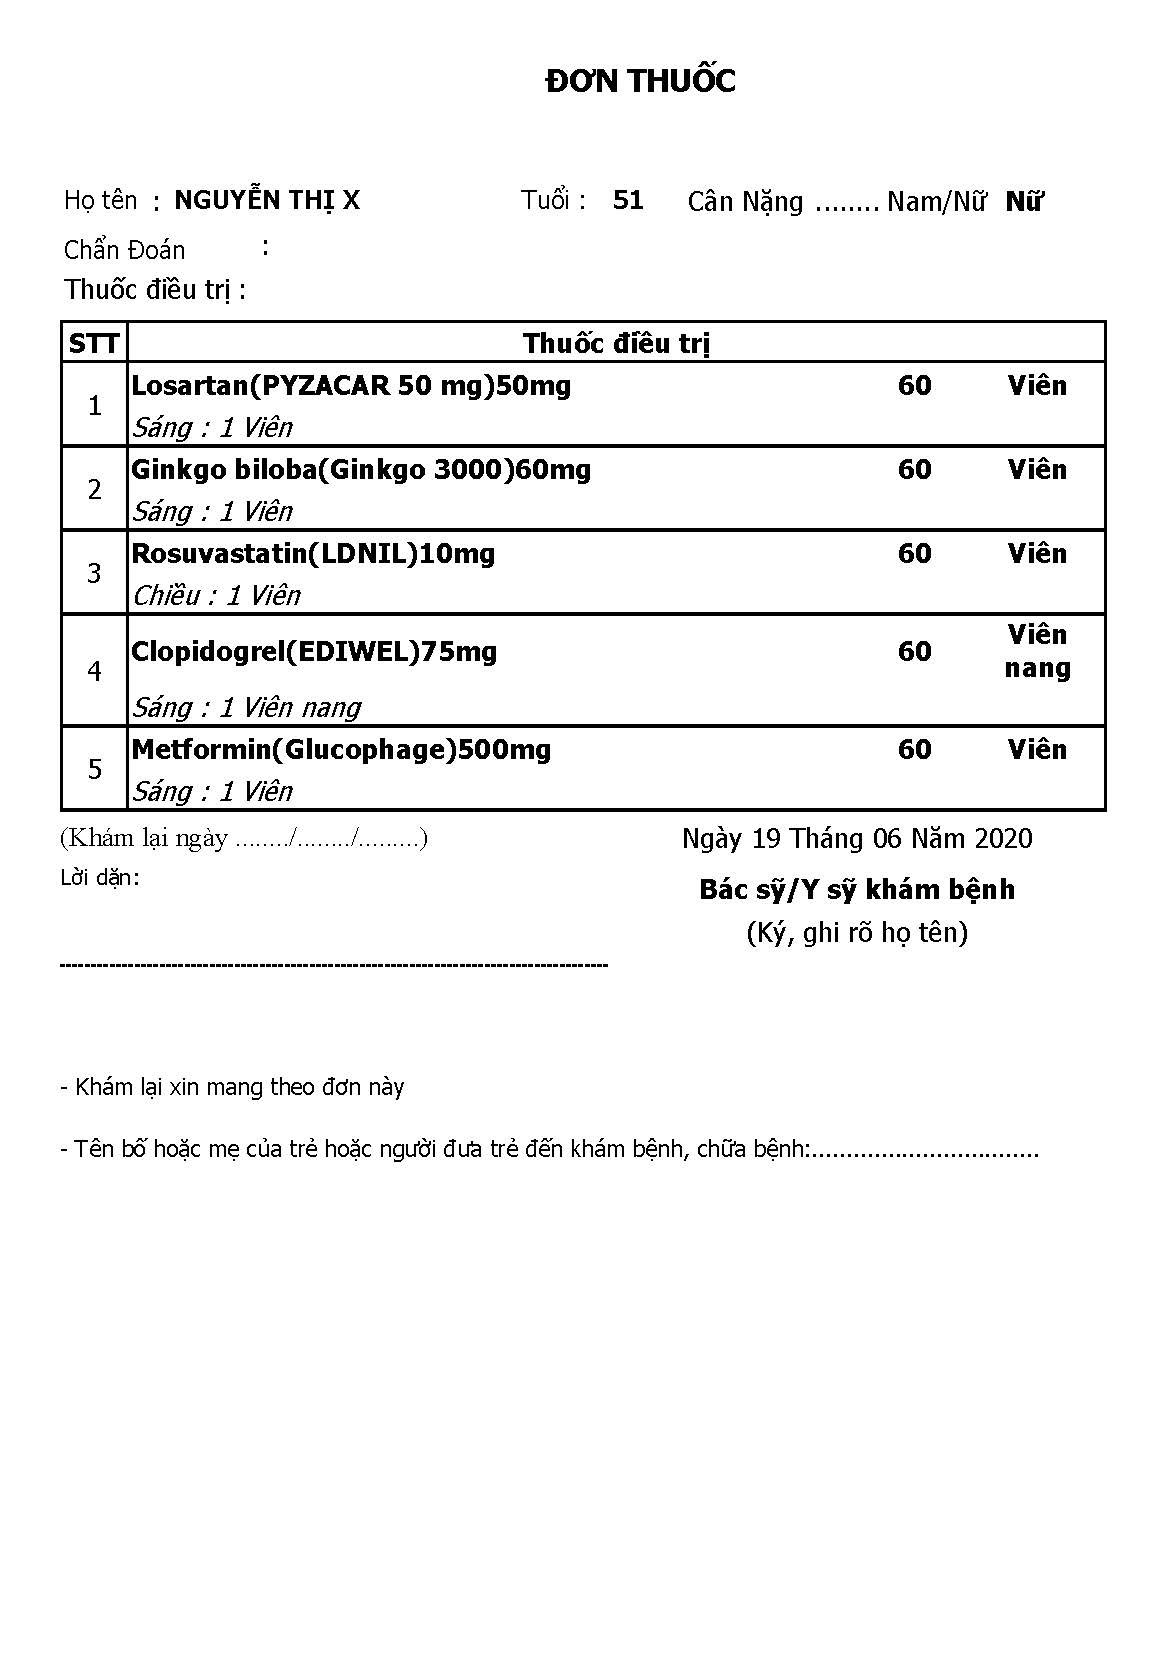 ĐƠN THUỐC
Họ tên : NGUYỄN THỊ X Tuổi : 51 Cân Nặng ........ Nam/Nữ Nữ
Chẩn Đoán :
Thuốc điều trị :
STT Thuốc điều trị
1 Losartan(PYZACAR 50 mg)50mg 60 Viên
Sáng : 1 Viên
2 Ginkgo biloba(Ginkgo 3000)60mg 60 Viên
Sáng : 1 Viên
3 Rosuvastatin(LDNIL)10mg 60 Viên
Chiều : 1 Viên
4 Clopidogrel(EDIWEL)75mg 60 Viên nang
Sáng : 1 Viên nang
5 Metformin(Glucophage)500mg 60 Viên
Sáng : 1 Viên
(Khám lại ngày ......../......../.........) Ngày 19 Tháng 06 Năm 2020
Lời dặn:
Bác sỹ/Y sỹ khám bệnh
(Ký, ghi rõ họ tên)
- Khám lại xin mang theo đơn này
- Tên bố hoặc mẹ của trẻ hoặc người đưa trẻ đến khám bệnh, chữa bệnh:.................................